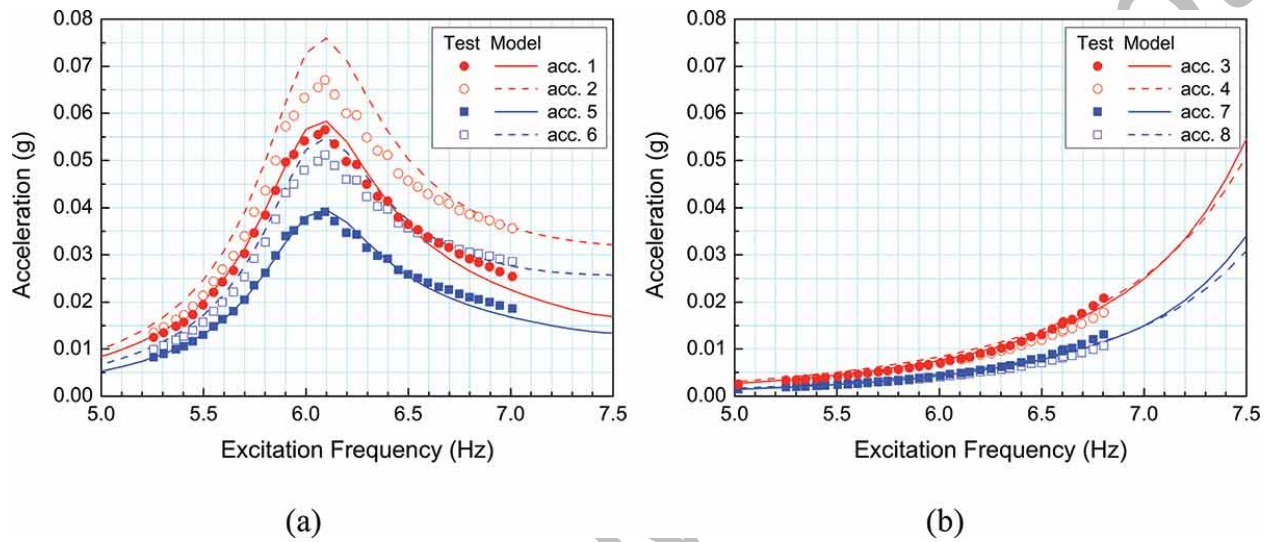 0.08
0.07
0.06
0.05
0.04
0.03
0.02
0.01
0.00
Acceleration (g)
5.0 5.5 6.0 6.5 7.0 7.5
Excitation Frequency (Hz)
Test Model
acc. 1
acc. 2
acc. 5
acc. 6
(a)
0.08
0.07
0.06
0.05
0.04
0.03
0.02
0.01
0.00
Acceleration (g)
5.0 5.5 6.0 6.5 7.0 7.5
Excitation Frequency (Hz)
Test Model
acc. 3
acc. 4
acc. 7
acc. 8
(b)